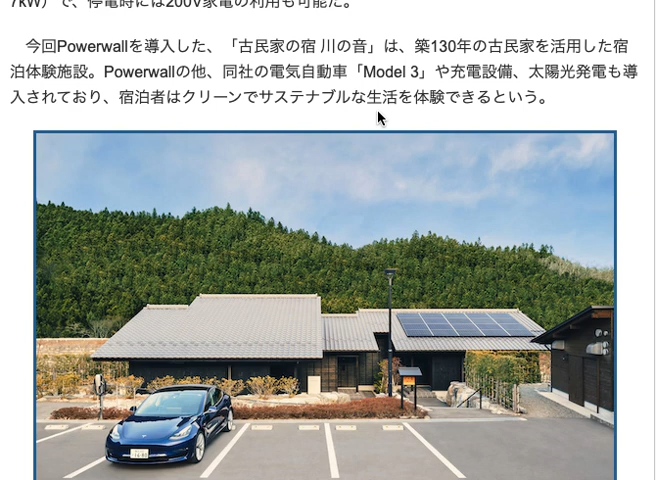 7kW）で、停電時には200V家電の利用も可能だ。
今回Powerwallを導入した、「古民家の宿 川の音」は、築130年の古民家を活用した宿
泊体験施設。Powerwallの他、同社の電気自動車「Model 3」や充電設備、太陽光発電も導
入されており、宿泊者はクリーンでサステナブルな生活を体験できるという。